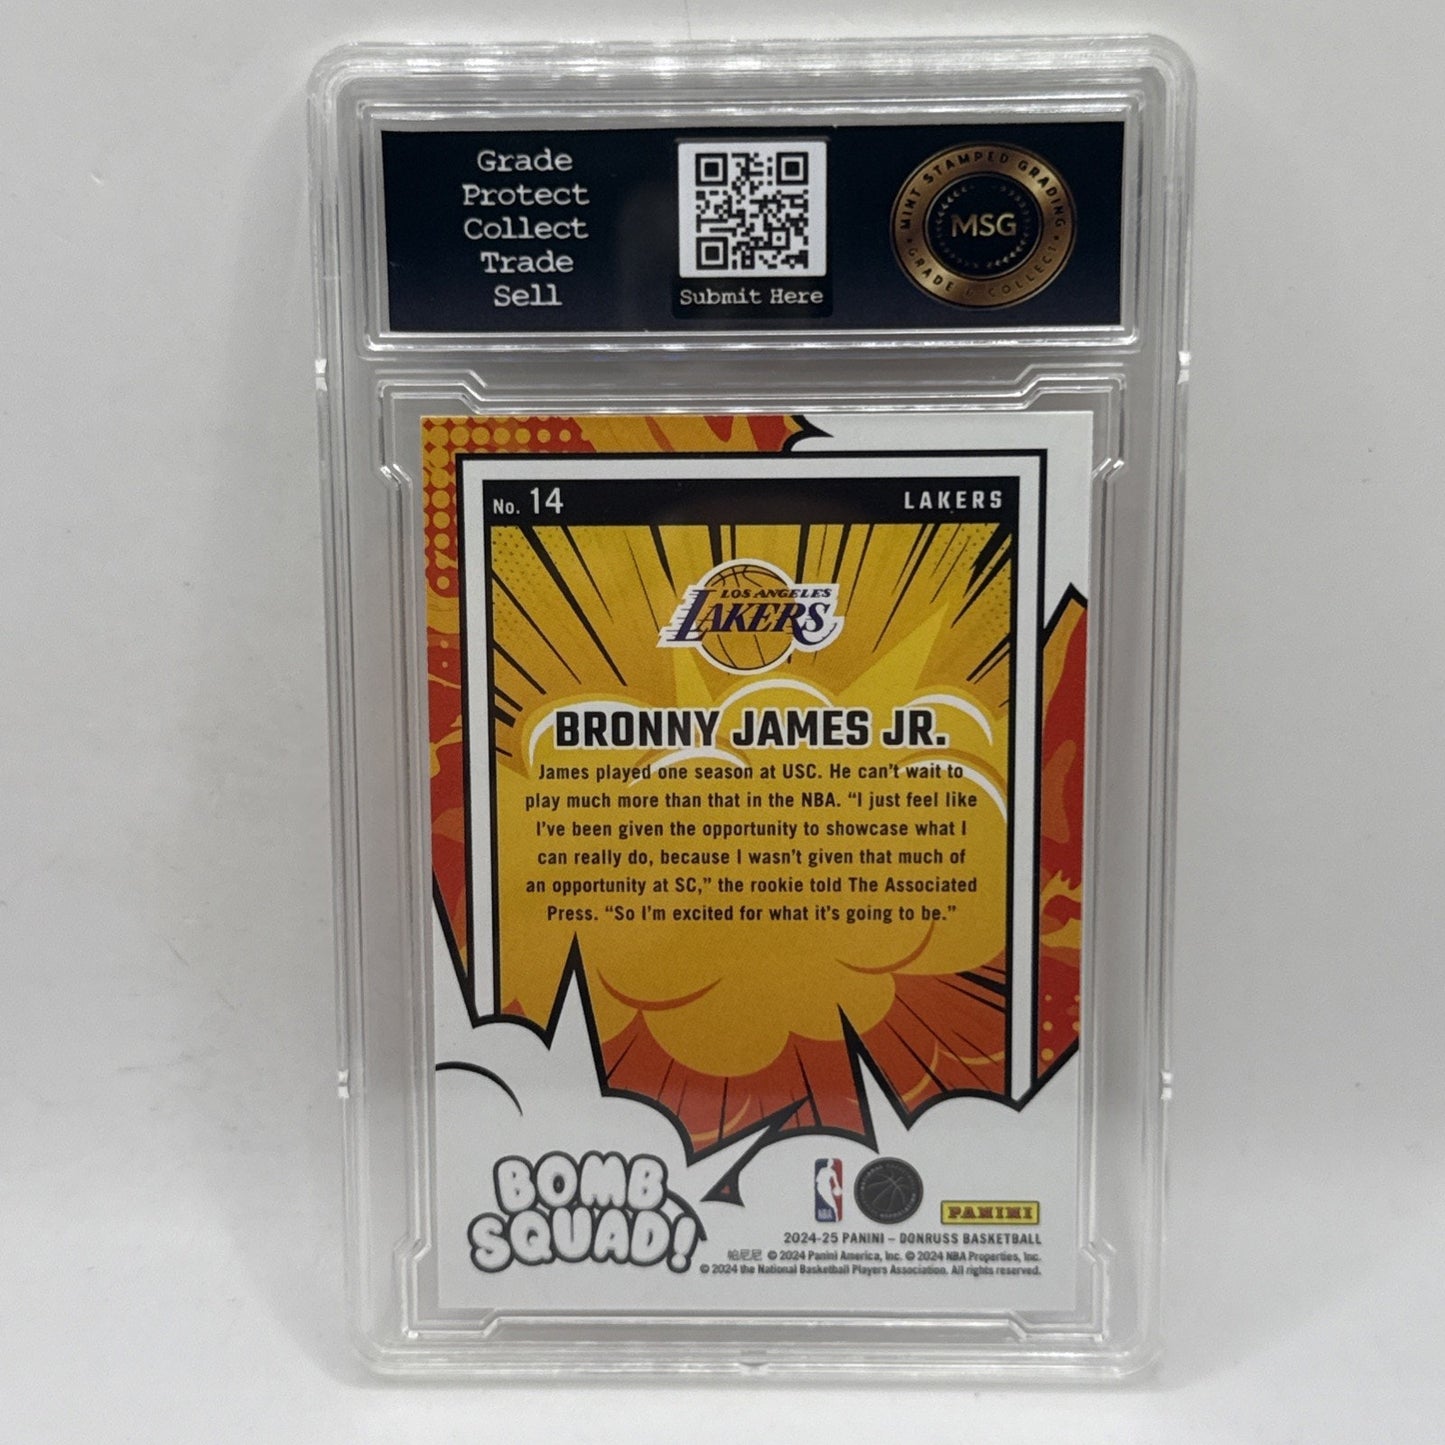 Grade
Protect
Collect
Trade
Sell
Submit Here
MINT STAMPED GRADING
MSG
GRADE & COLLECT
No. 14
LAKERS
LOS ANGELES
LAKERS
BRONNY JAMES JR.
James played one season at USC. He can't wait to
play much more than that in the NBA. “I just feel like
I've been given the opportunity to showcase what I
can really do, because I wasn't given that much of
an opportunity at SC,” the rookie told The Associated
Press. “So I'm excited for what it's going to be.”
BOMB
SQUAD!
NBA
PANINI
2024-25 PANINI – DONRUSS BASKETBALL
帕尼尼 © 2024 Panini America, Inc. © 2024 NBA Properties, Inc.
© 2024 the National Basketball Players Association. All rights reserved.